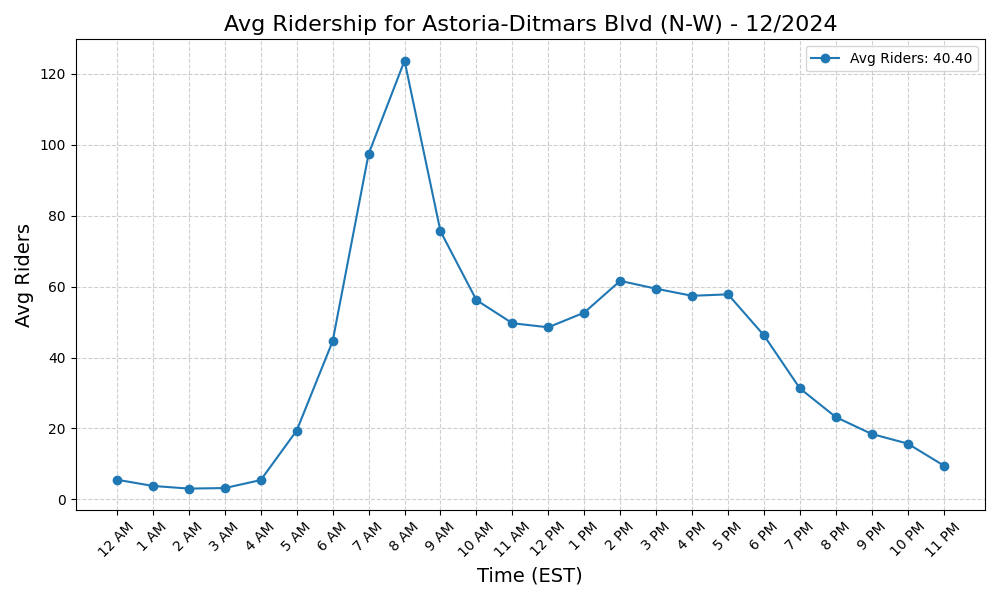 Avg Ridership for Astoria-Ditmars Blvd (N-W) - 12/2024
Avg Riders: 40.40
Avg Riders
120
100
80
60
40
20
0
12 AM
1 AM
2 AM
3 AM
4 AM
5 AM
6 AM
7 AM
8 AM
9 AM
10 AM
11 AM
12 PM
1 PM
2 PM
3 PM
4 PM
5 PM
6 PM
7 PM
8 PM
9 PM
10 PM
11 PM
Time (EST)